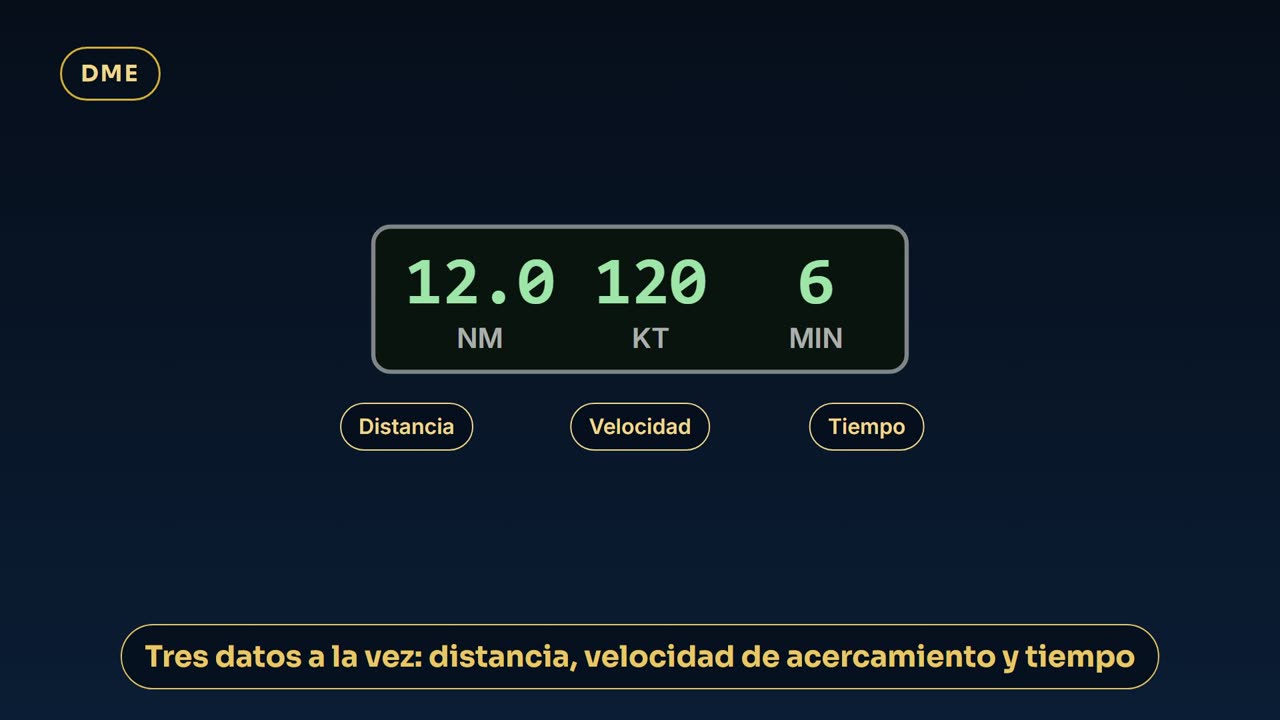 DME
12.0 120 6
NM KT MIN
Distancia Velocidad Tiempo
Tres datos a la vez: distancia, velocidad de acercamiento y tiempo